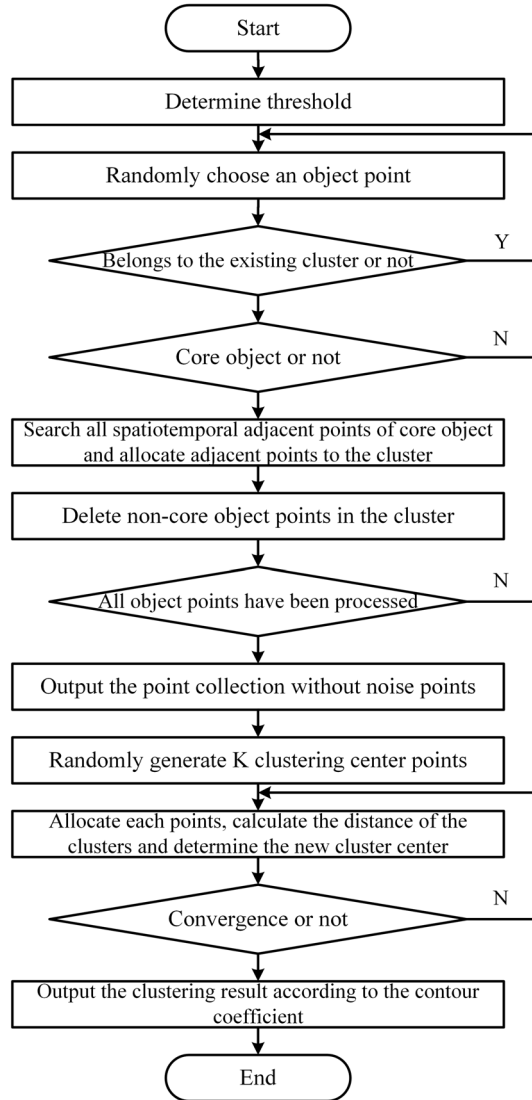 Start
Determine threshold
Randomly choose an object point
Belongs to the existing cluster or not
Y
Core object or not
N
Search all spatiotemporal adjacent points of core object
and allocate adjacent points to the cluster
Delete non-core object points in the cluster
All object points have been processed
N
Output the point collection without noise points
Randomly generate K clustering center points
Allocate each points, calculate the distance of the
clusters and determine the new cluster center
Convergence or not
N
Output the clustering result according to the contour
coefficient
End